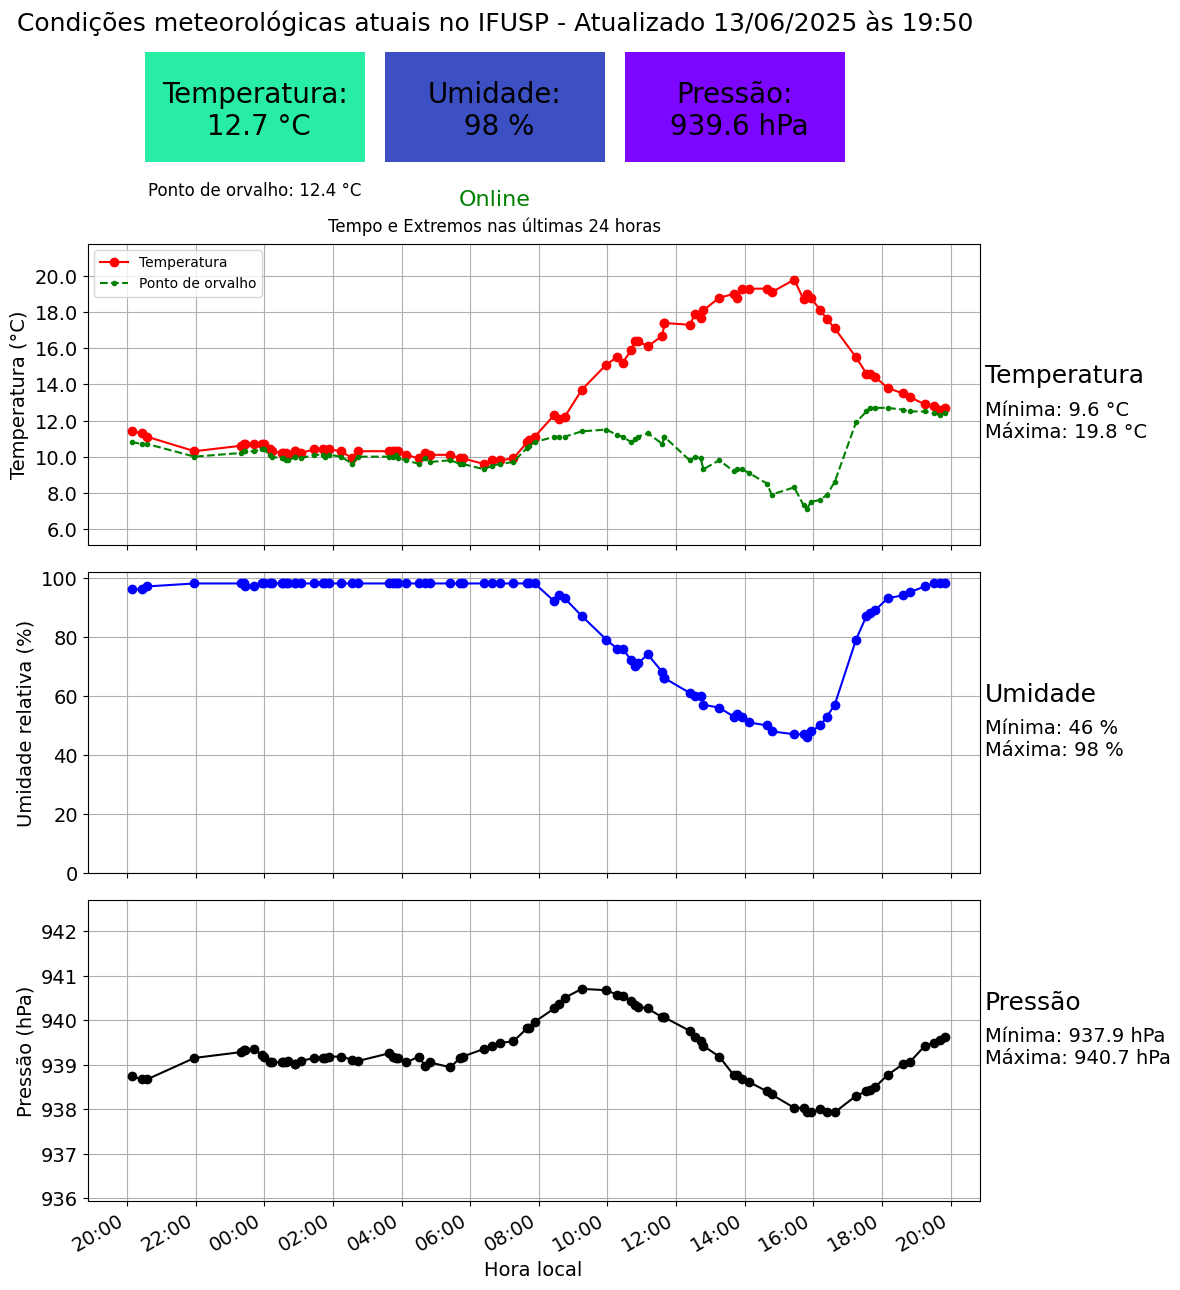 Condições meteorológicas atuais no IFUSP - Atualizado 13/06/2025 às 19:50
Temperatura:
12.7 °C
Umidade:
98 %
Pressão:
939.6 hPa
Ponto de orvalho: 12.4 °C
Online
Tempo e Extremos nas últimas 24 horas
Temperatura
Ponto de orvalho
Temperatura (°C)
20.0
18.0
16.0
14.0
12.0
10.0
8.0
6.0
Temperatura
Mínima: 9.6 °C
Máxima: 19.8 °C
Umidade relativa (%)
100
80
60
40
20
0
Umidade
Mínima: 46 %
Máxima: 98 %
Pressão (hPa)
942
941
940
939
938
937
936
Pressão
Mínima: 937.9 hPa
Máxima: 940.7 hPa
20:00
22:00
00:00
02:00
04:00
06:00
08:00
10:00
12:00
14:00
16:00
18:00
20:00
Hora local